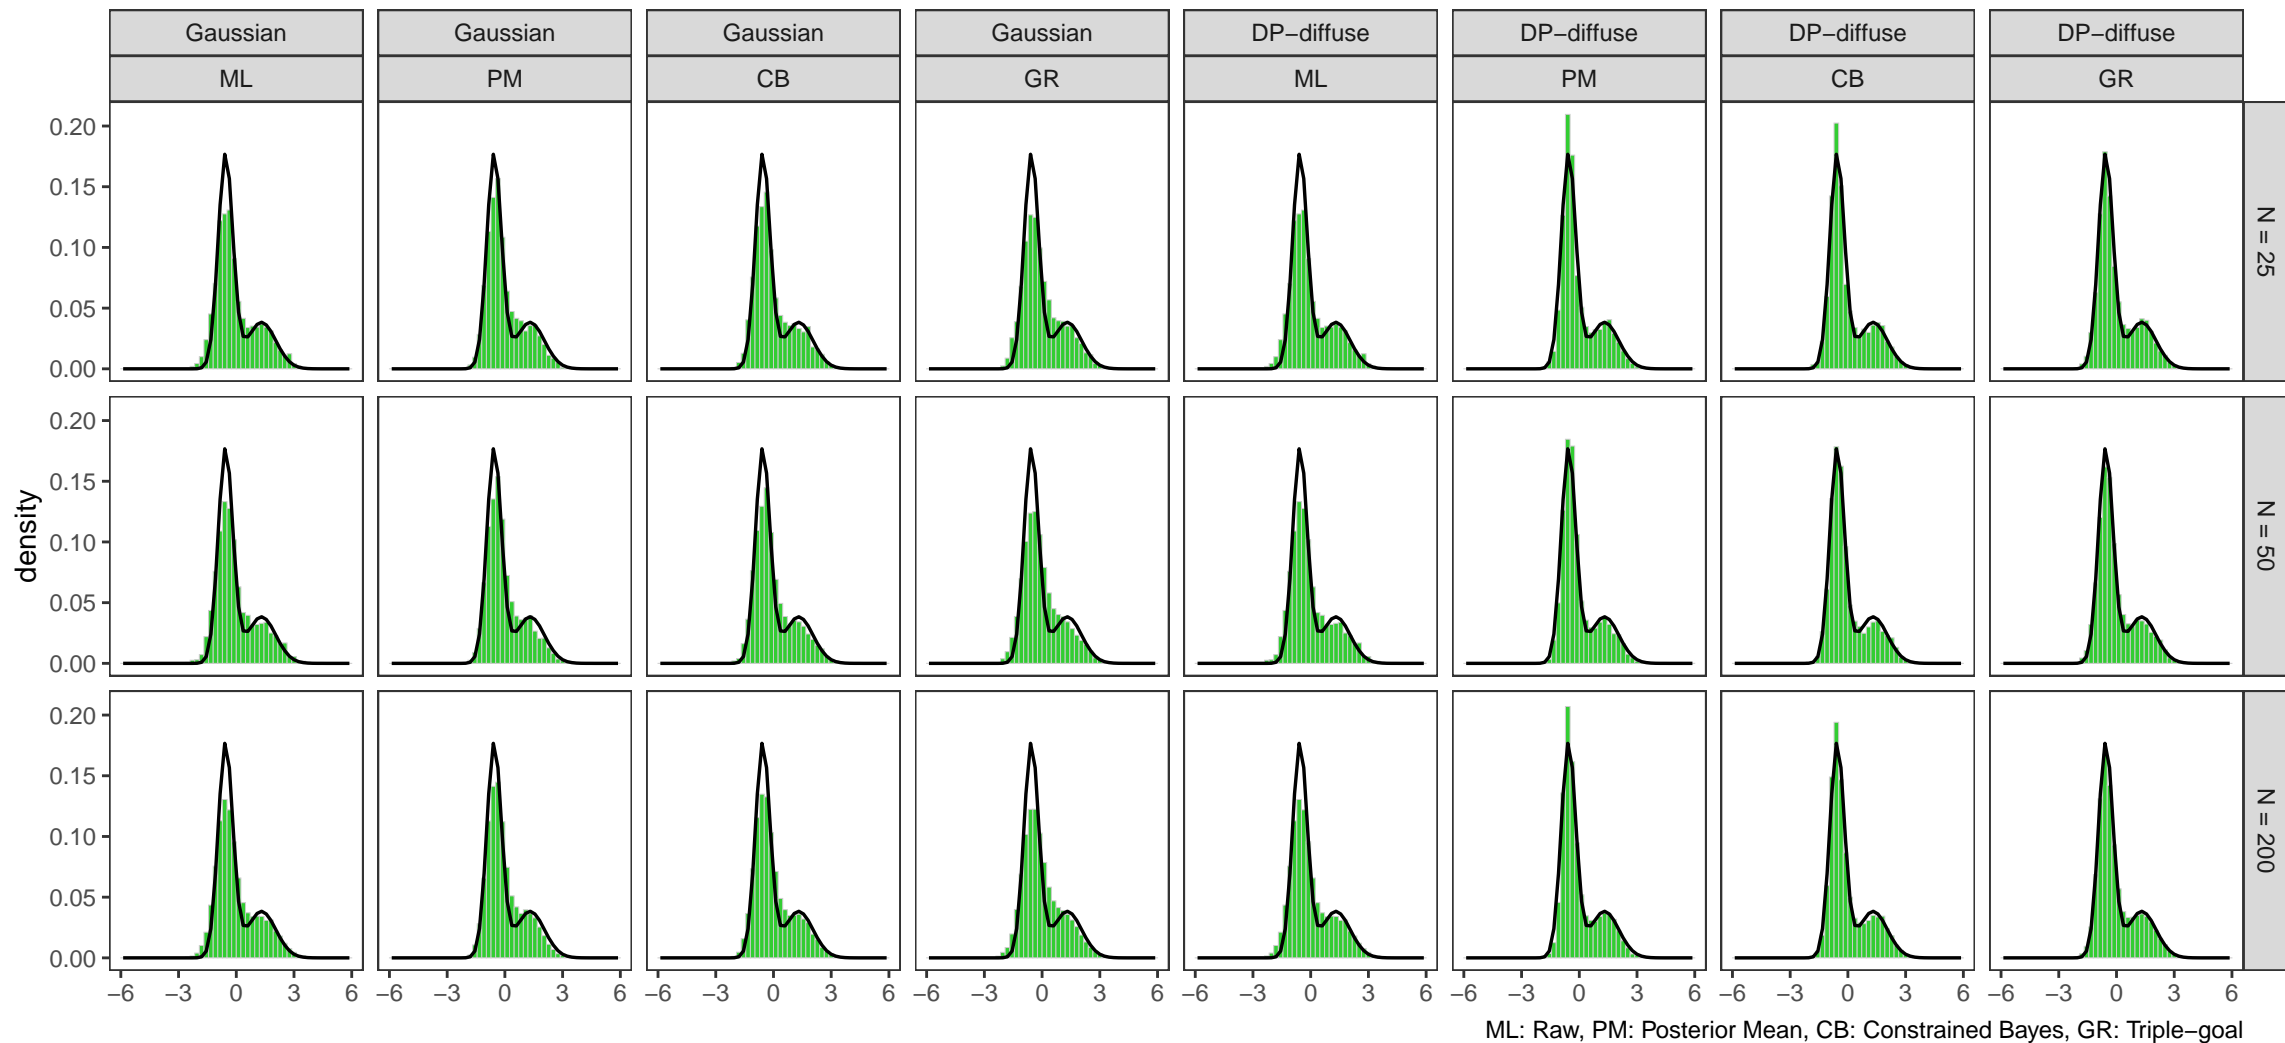 Gaussian Gaussian Gaussian Gaussian DP−diffuse DP−diffuse DP−diffuse DP−diffuse
ML PM CB GR ML PM CB GR
0.20
0.15
0.10
0.05
0.00
N = 25
0.20
0.15
0.10
0.05
0.00
N = 50
density
0.20
0.15
0.10
0.05
0.00
N = 200
−6 −3 0 3 6 −6 −3 0 3 6 −6 −3 0 3 6 −6 −3 0 3 6 −6 −3 0 3 6 −6 −3 0 3 6 −6 −3 0 3 6 −6 −3 0 3 6
ML: Raw, PM: Posterior Mean, CB: Constrained Bayes, GR: Triple−goal